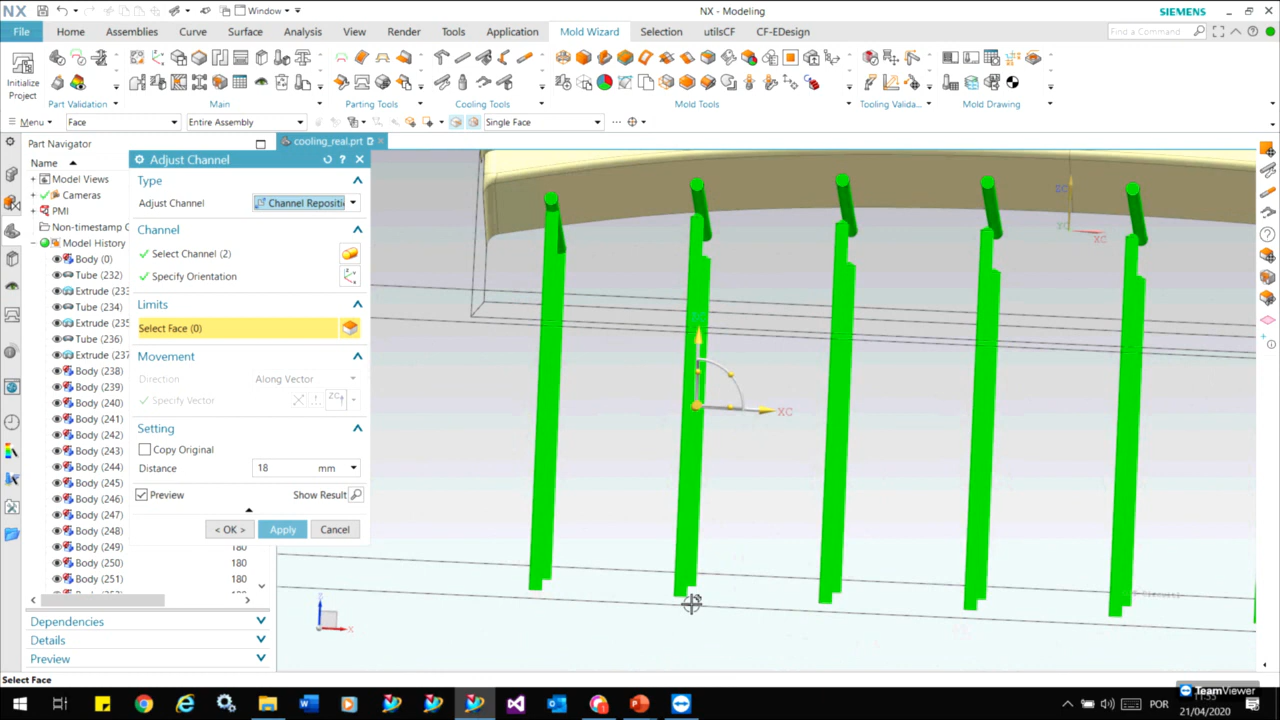 NX
Window
NX - Modeling
SIEMENS
File
Home
Assemblies
Curve
Surface
Analysis
View
Render
Tools
Application
Mold Wizard
Selection
utilsCF
CF-EDesign
Find a Command
Initialize
Project
Part Validation
Main
Parting Tools
Cooling Tools
Mold Tools
Tooling Valida...
Mold Drawing
Menu
Face
Entire Assembly
Single Face
Part Navigator
cooling_real.prt
Name
Model Views
Cameras
PMI
Non-timestamp
Model History
Body (0)
Tube (232)
Extrude (233
Tube (234)
Extrude (235
Tube (236)
Extrude (237
Body (238)
Body (239)
Body (240)
Body (241)
Body (242)
Body (243)
Body (244)
Body (245)
Body (246)
Body (247)
Body (248)
Body (249) 180
Body (250) 180
Body (251) 180
Dependencies
Details
Preview
Adjust Channel
Type
Adjust Channel
Channel Repositi
Channel
Select Channel (2)
Specify Orientation
Limits
Select Face (0)
Movement
Direction
Along Vector
Specify Vector
ZC
Setting
Copy Original
Distance
18 mm
Preview
Show Result
< OK >
Apply
Cancel
XC
XC
X
Select Face
TeamViewer
POR
21/04/2020